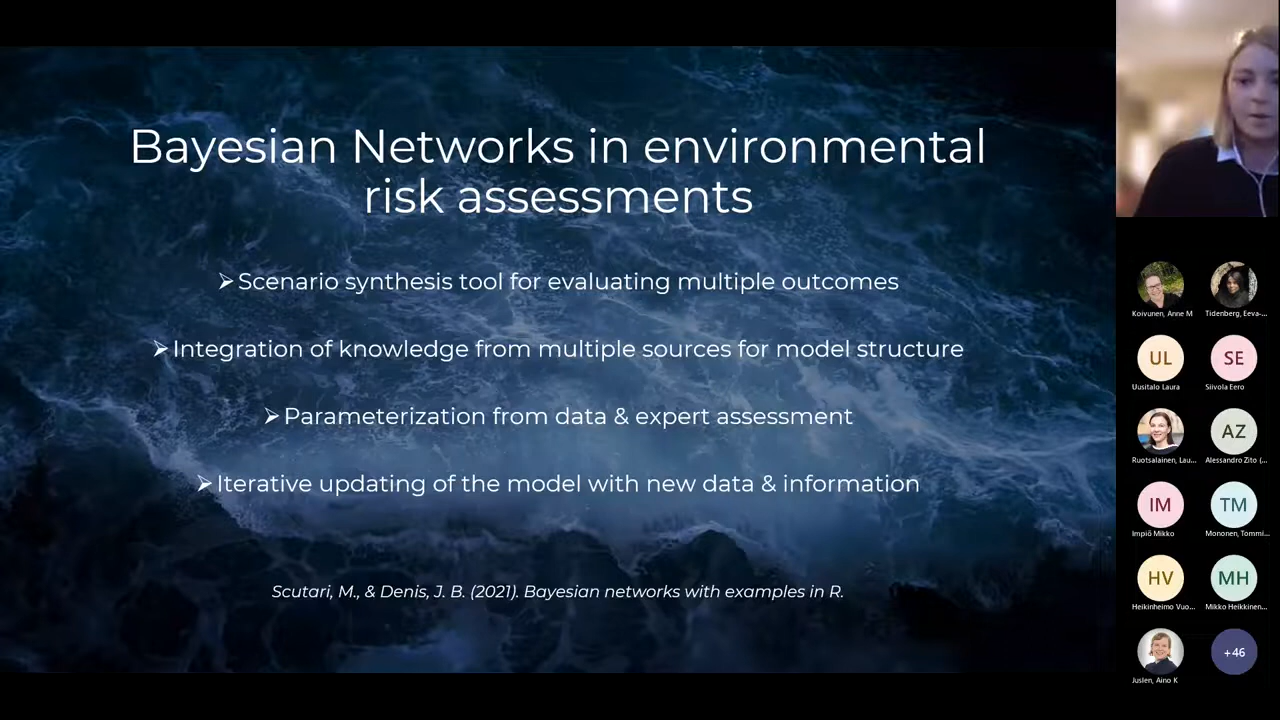 Bayesian Networks in environmental
risk assessments
➢Scenario synthesis tool for evaluating multiple outcomes
➢Integration of knowledge from multiple sources for model structure
➢Parameterization from data & expert assessment
➢Iterative updating of the model with new data & information
Scutari, M., & Denis, J. B. (2021). Bayesian networks with examples in R.
Koivunen, Anne M
Tidenberg, Eeva-...
UL
SE
Uusitalo Laura
Siivola Eero
AZ
Ruotsalainen, Lau...
Alessandro Zito (...
IM
TM
Impiö Mikko
Mononen, Tommi...
HV
MH
Heikinheimo Vuo...
Mikko Heikkinen...
+46
Juslen, Aino K